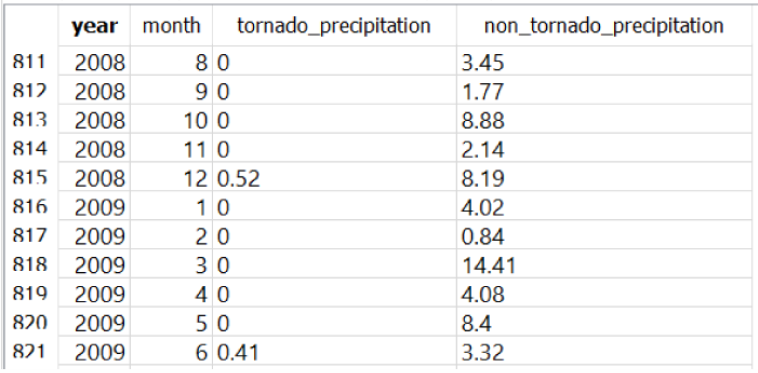 year month tornado_precipitation non_tornado_precipitation
811 2008 8 0 3.45
812 2008 9 0 1.77
813 2008 10 0 8.88
814 2008 11 0 2.14
815 2008 12 0.52 8.19
816 2009 1 0 4.02
817 2009 2 0 0.84
818 2009 3 0 14.41
819 2009 4 0 4.08
820 2009 5 0 8.4
821 2009 6 0.41 3.32